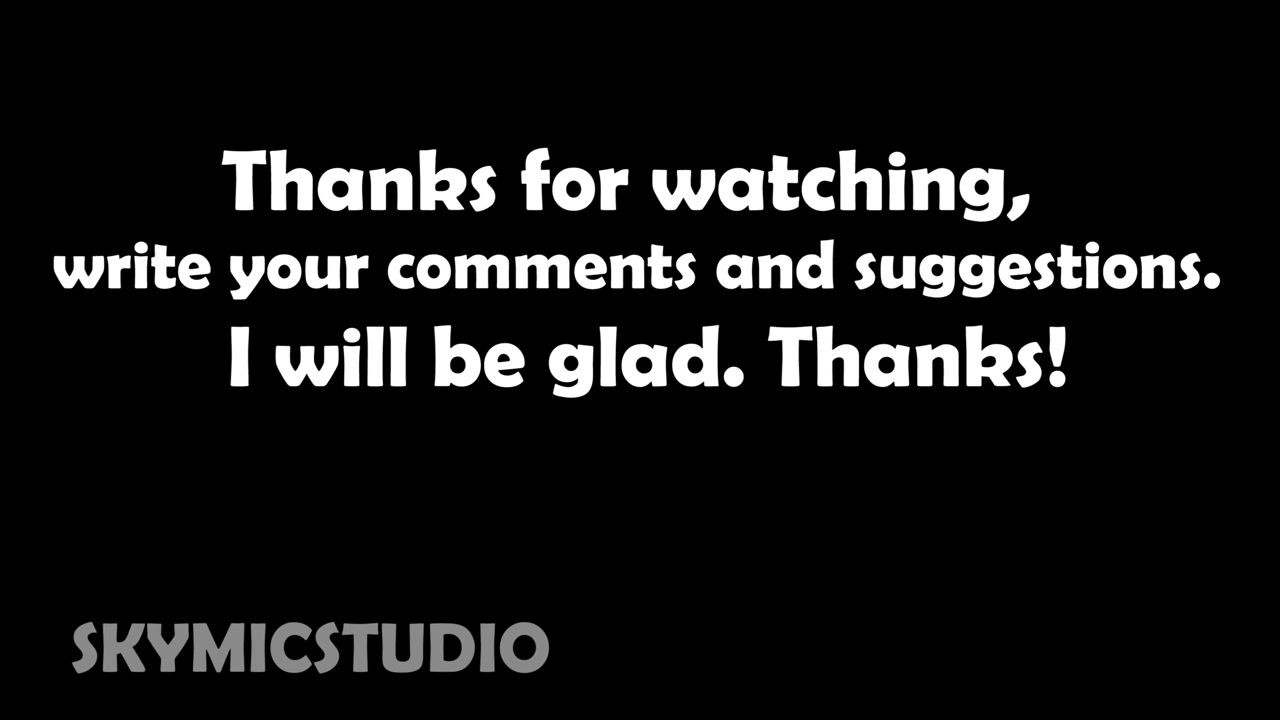 Thanks for watching,
write your comments and suggestions.
I will be glad. Thanks!
SKYMICSTUDIO